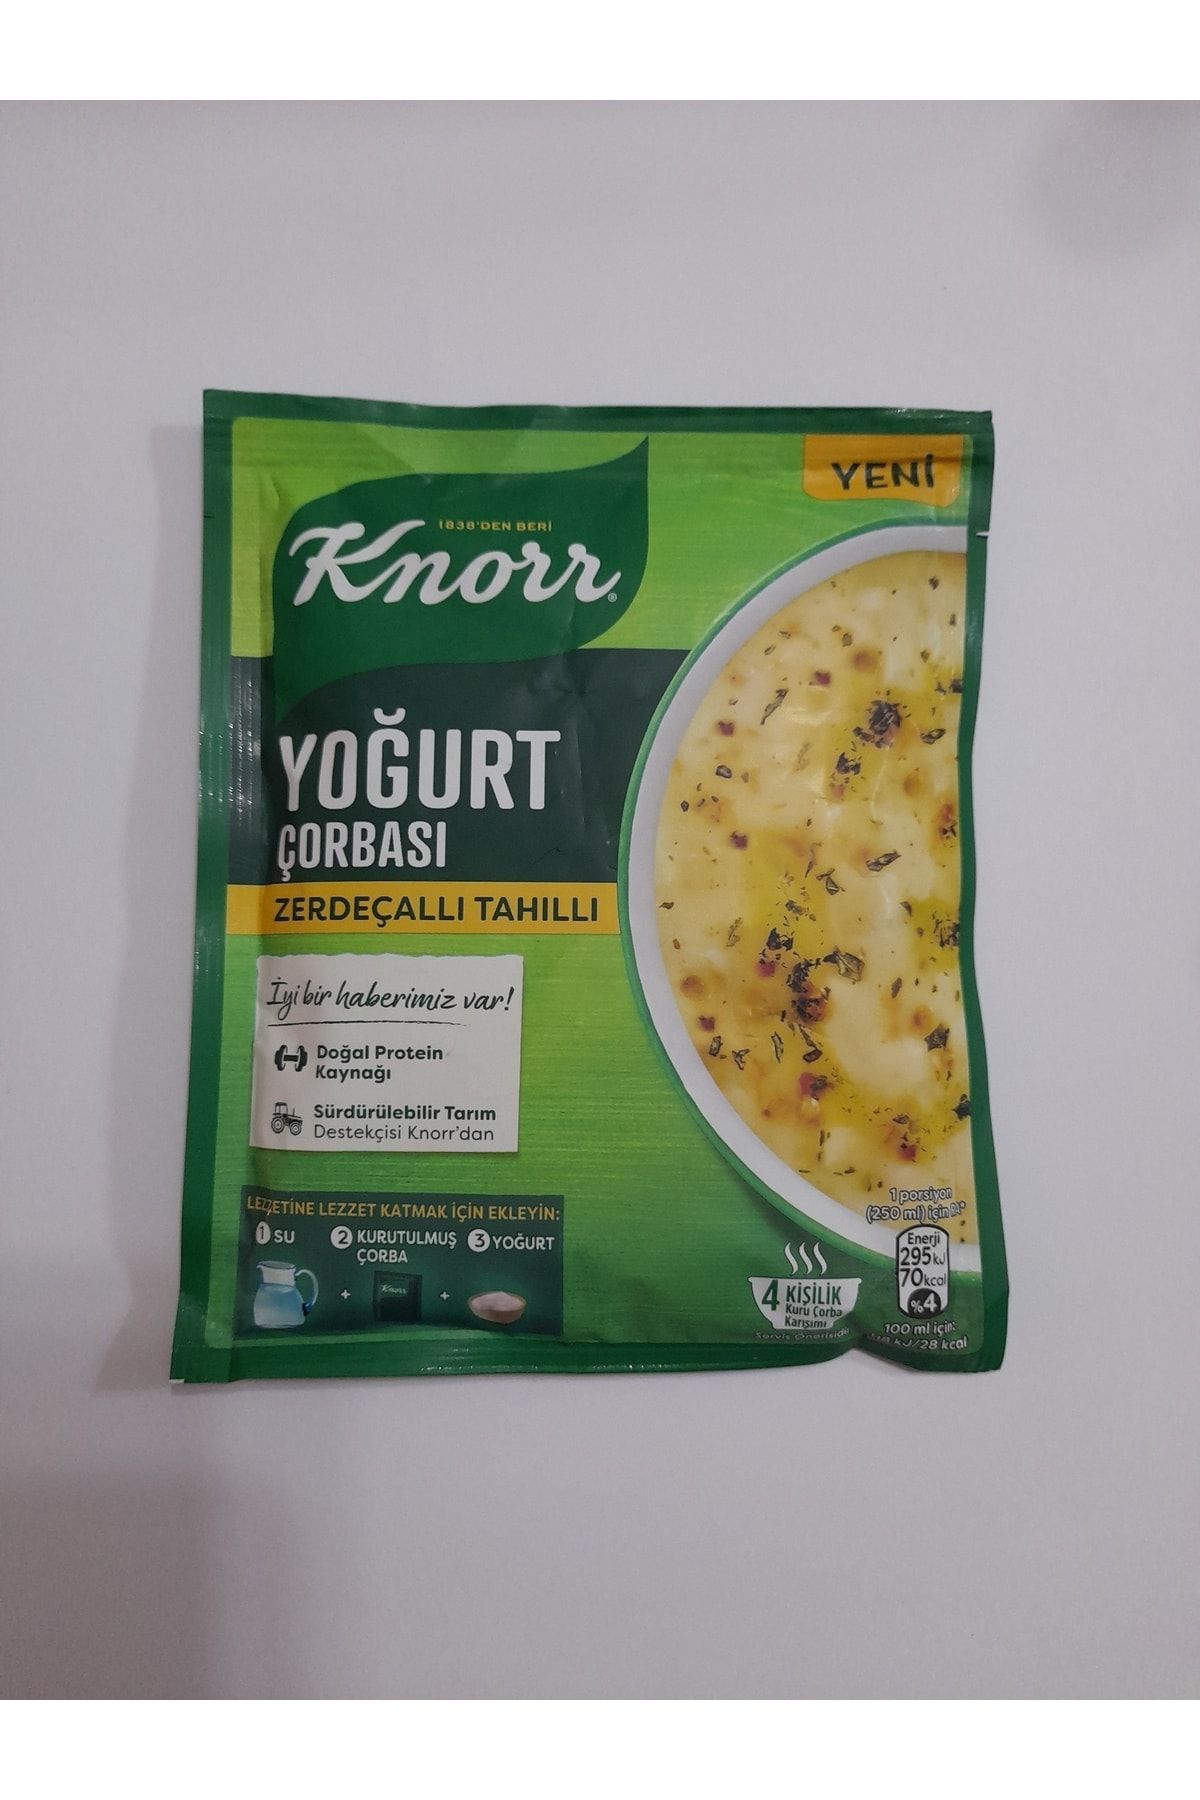 YENİ
1838'DEN BERİ
Knorr®
YOĞURT
ÇORBASI
ZERDEÇALLI TAHILLI
İyi bir haberimiz var!
Doğal Protein
Kaynağı
Sürdürülebilir Tarım
Destekçisi Knorr'dan
LEZZETİNE LEZZET KATMAK İÇİN EKLEYİN:
1 SU
2 KURUTULMUŞ
ÇORBA
3 YOĞURT
Knorr
4 KİŞİLİK
Kuru Çorba
Karışımı
Servis Önerisidir
1 porsiyon
(250 ml) için RA*
Enerji
295kJ
70kcal
%4
100 ml için:
kJ/28 kcal